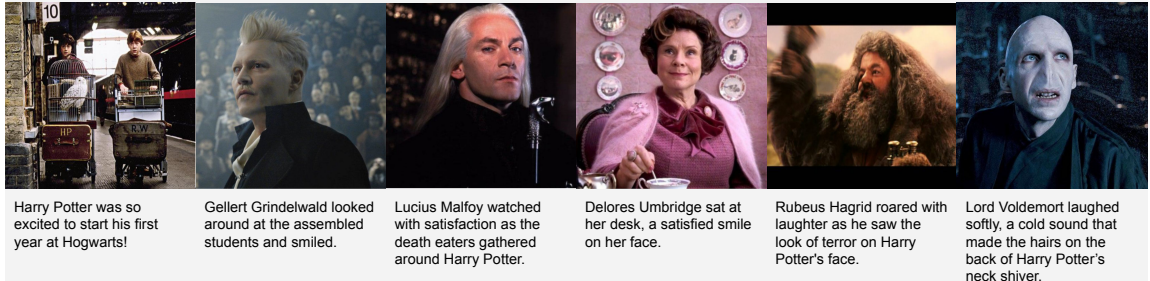 10
HP
R.W
Harry Potter was so
excited to start his first
year at Hogwarts!
Gellert Grindelwald looked
around at the assembled
students and smiled.
Lucius Malfoy watched
with satisfaction as the
death eaters gathered
around Harry Potter.
Delores Umbridge sat at
her desk, a satisfied smile
on her face.
Rubeus Hagrid roared with
laughter as he saw the
look of terror on Harry
Potter's face.
Lord Voldemort laughed
softly, a cold sound that
made the hairs on the
back of Harry Potter’s
neck shiver.